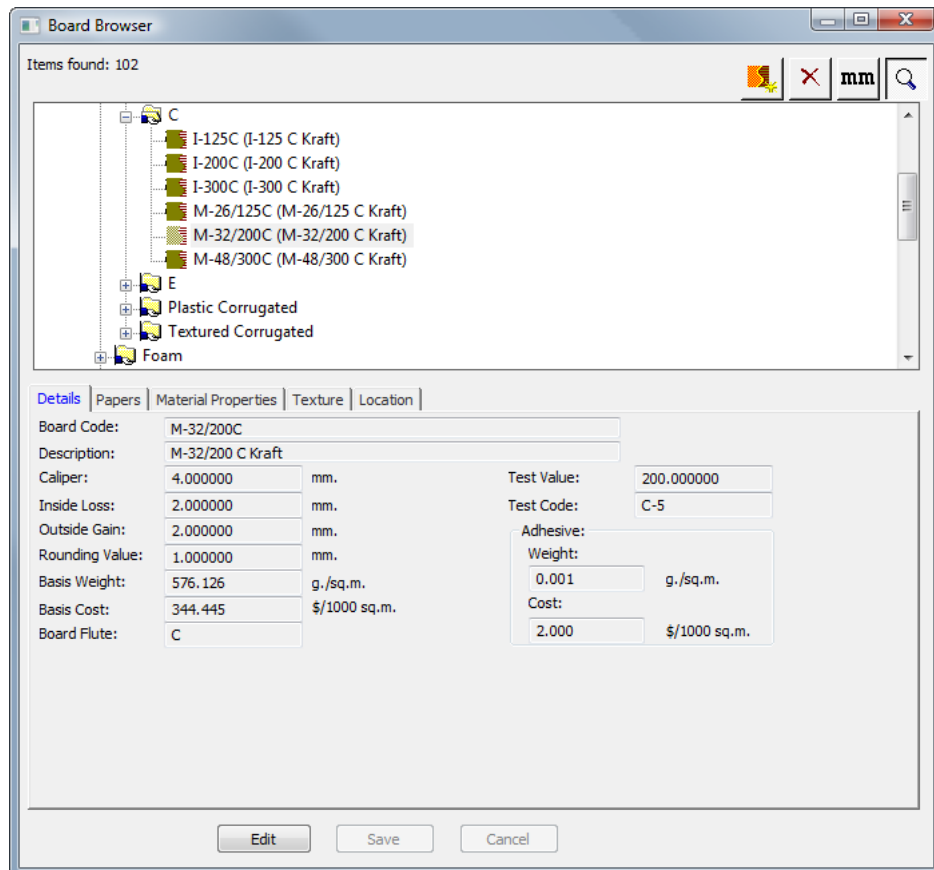 Board Browser
Items found: 102
mm
C
I-125C (I-125 C Kraft)
I-200C (I-200 C Kraft)
I-300C (I-300 C Kraft)
M-26/125C (M-26/125 C Kraft)
M-32/200C (M-32/200 C Kraft)
M-48/300C (M-48/300 C Kraft)
E
Plastic Corrugated
Textured Corrugated
Foam
Details Papers Material Properties Texture Location
Board Code: M-32/200C
Description: M-32/200 C Kraft
Caliper: 4.000000 mm. Test Value: 200.000000
Inside Loss: 2.000000 mm. Test Code: C-5
Outside Gain: 2.000000 mm. Adhesive:
Rounding Value: 1.000000 mm. Weight:
Basis Weight: 576.126 g./sq.m. 0.001 g./sq.m.
Basis Cost: 344.445 $/1000 sq.m. Cost:
Board Flute: C 2.000 $/1000 sq.m.
Edit Save Cancel